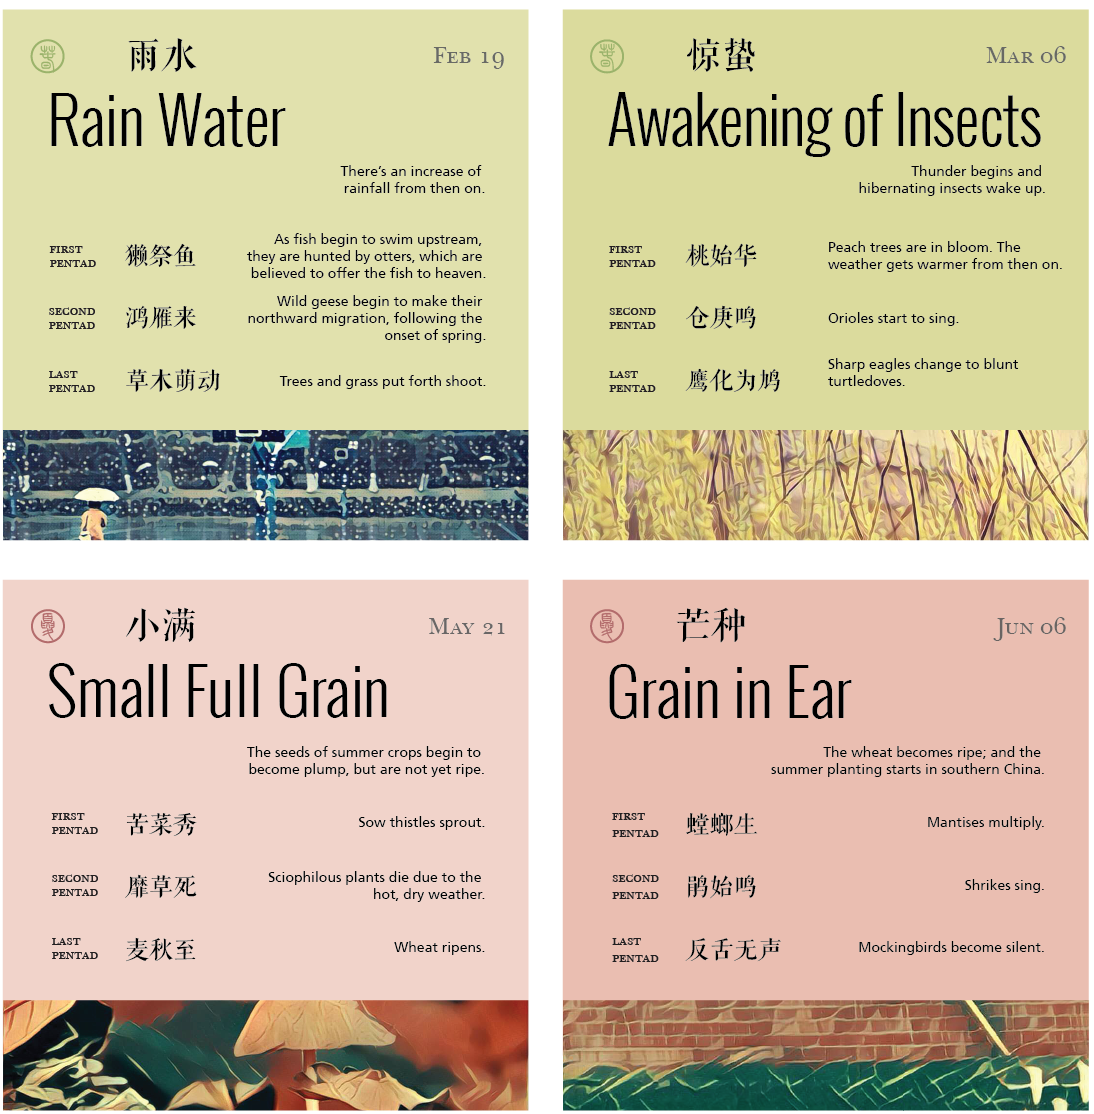 雨水
Feb 19
Rain Water
There's an increase of
rainfall from then on.
FIRST
PENTAD
獭祭鱼
As fish begin to swim upstream,
they are hunted by otters, which are
believed to offer the fish to heaven.
SECOND
PENTAD
鸿雁来
Wild geese begin to make their
northward migration, following the
onset of spring.
LAST
PENTAD
草木萌动
Trees and grass put forth shoot.
惊蛰
Mar 06
Awakening of Insects
Thunder begins and
hibernating insects wake up.
FIRST
PENTAD
桃始华
Peach trees are in bloom. The
weather gets warmer from then on.
SECOND
PENTAD
仓庚鸣
Orioles start to sing.
LAST
PENTAD
鹰化为鸠
Sharp eagles change to blunt
turtledoves.
小满
May 21
Small Full Grain
The seeds of summer crops begin to
become plump, but are not yet ripe.
FIRST
PENTAD
苦菜秀
Sow thistles sprout.
SECOND
PENTAD
靡草死
Sciophilous plants die due to the
hot, dry weather.
LAST
PENTAD
麦秋至
Wheat ripens.
芒种
Jun 06
Grain in Ear
The wheat becomes ripe; and the
summer planting starts in southern China.
FIRST
PENTAD
螳螂生
Mantises multiply.
SECOND
PENTAD
鹃始鸣
Shrikes sing.
LAST
PENTAD
反舌无声
Mockingbirds become silent.